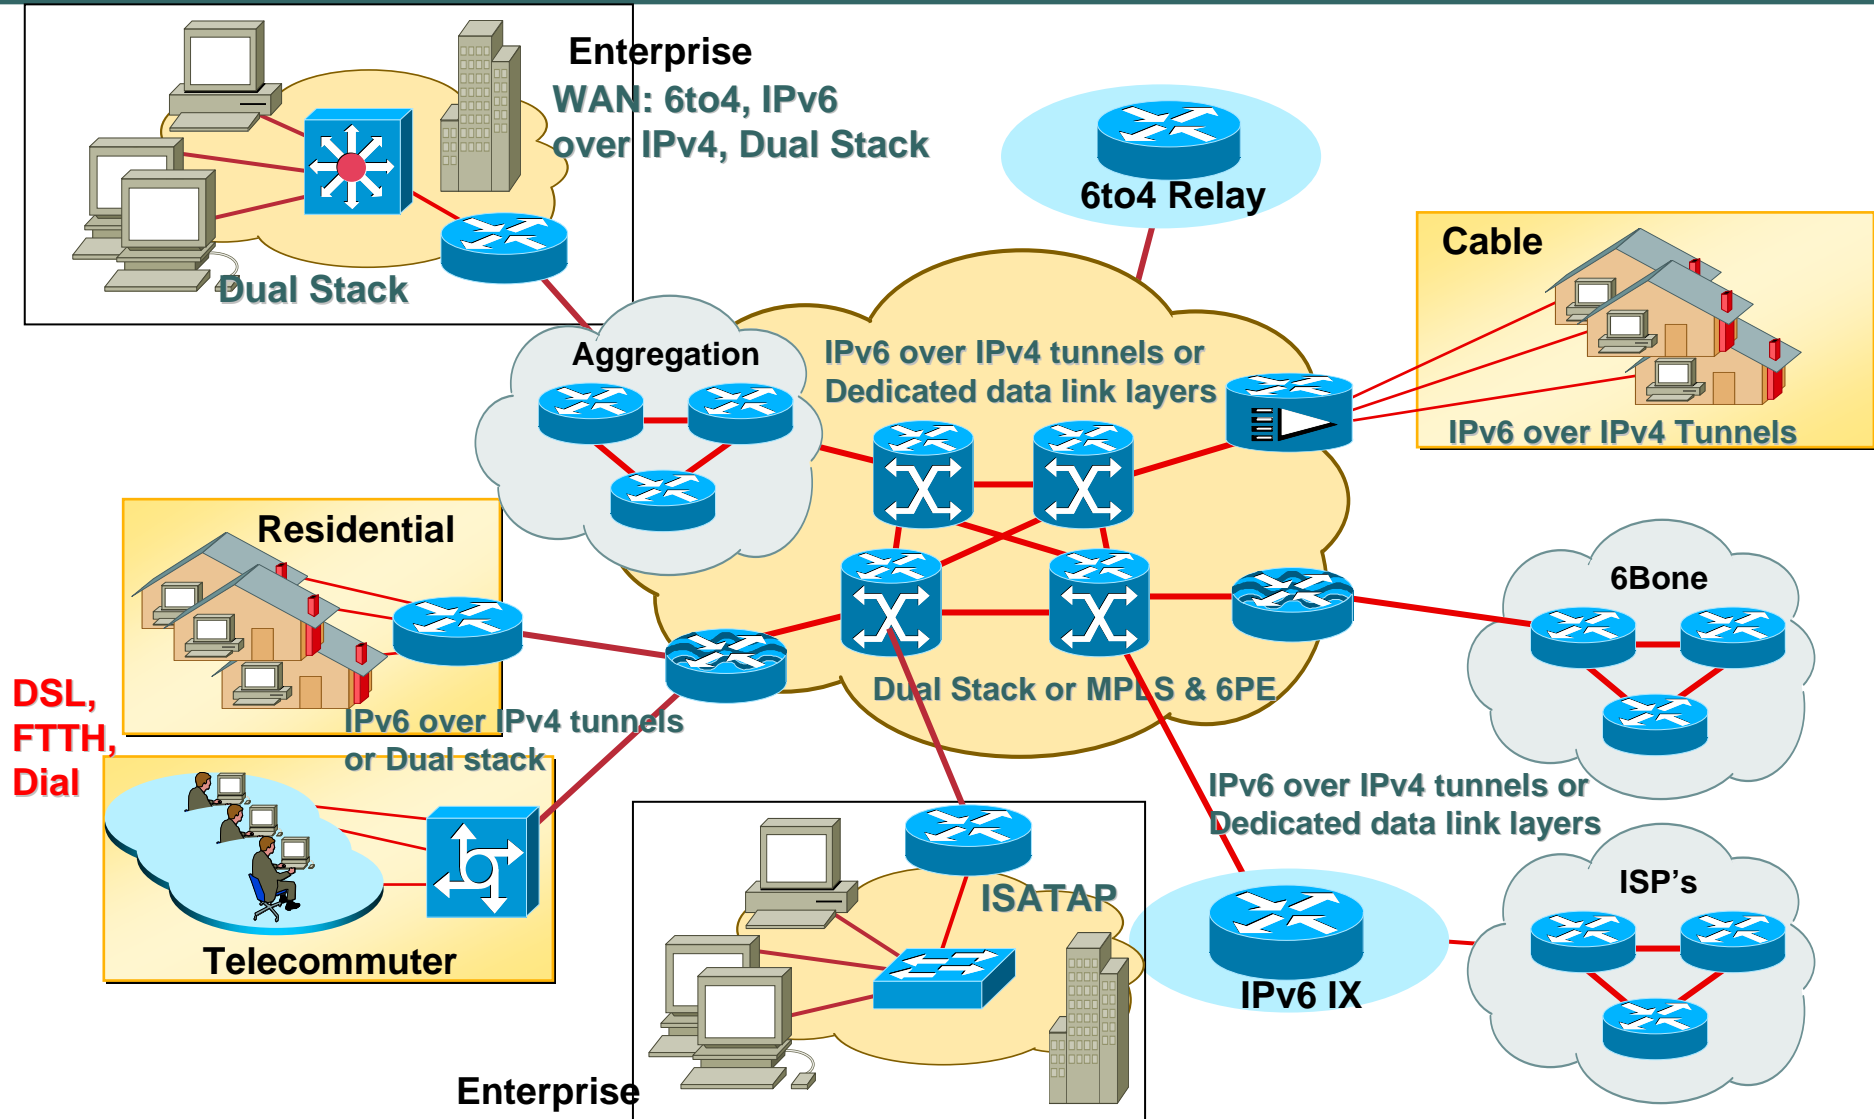 Enterprise
WAN: 6to4, IPv6
over IPv4, Dual Stack
Dual Stack
6to4 Relay
Cable
IPv6 over IPv4 Tunnels
Aggregation
IPv6 over IPv4 tunnels or
Dedicated data link layers
Residential
6Bone
DSL,
FTTH,
Dial
IPv6 over IPv4 tunnels
or Dual stack
Dual Stack or MPLS & 6PE
IPv6 over IPv4 tunnels or
Dedicated data link layers
Telecommuter
ISATAP
ISP's
IPv6 IX
Enterprise